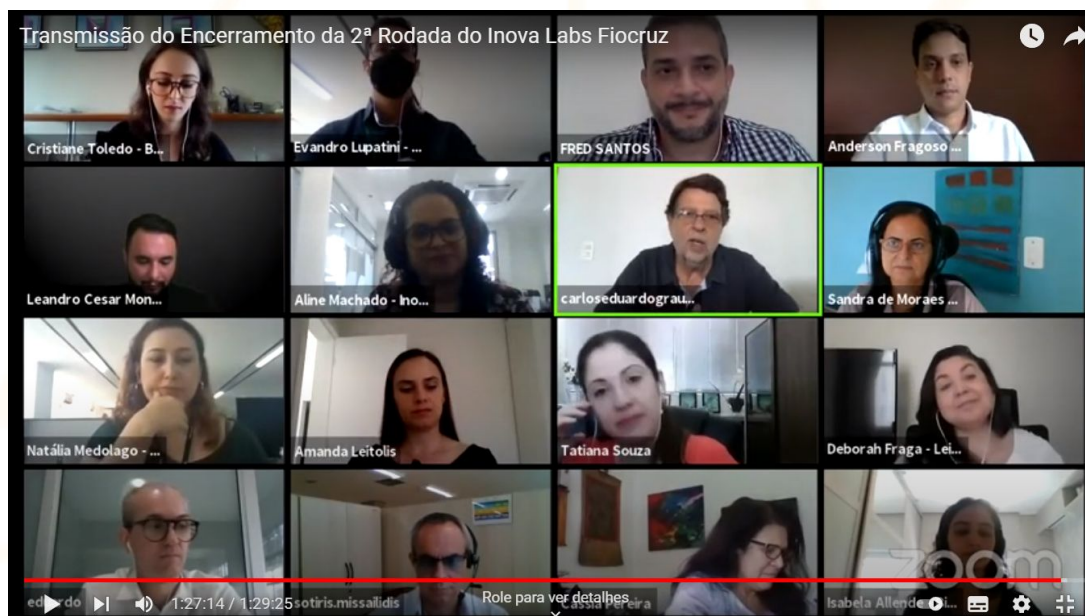 Transmissão do Encerramento da 2ª Rodada do Inova Labs Fiocruz
Cristiane Toledo - B...
Evandro Lupatini - ...
FRED SANTOS
Anderson Fragoso ...
Leandro Cesar Mon...
Aline Machado - Ino...
carloseduardograu...
Sandra de Moraes ...
Natália Medolago - ...
Amanda Leitolis
Tatiana Souza
Deborah Fraga - Lei...
eduardo
sotiris.missailidis
Cássia Pereira
Isabela Allende
zoom
1:27:14 / 1:29:25
Role para ver detalhes